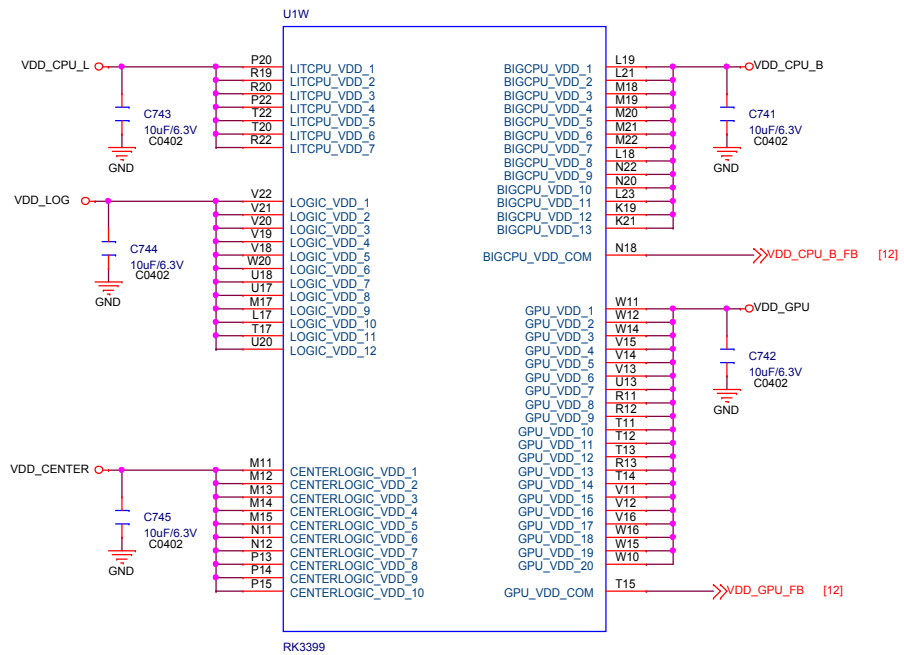 U1W
VDD_CPU_L
C743
10uF/6.3V
C0402
GND
P20 LITCPU_VDD_1
R19 LITCPU_VDD_2
R20 LITCPU_VDD_3
P22 LITCPU_VDD_4
T22 LITCPU_VDD_5
T20 LITCPU_VDD_6
R22 LITCPU_VDD_7
VDD_LOG
C744
10uF/6.3V
C0402
GND
V22 LOGIC_VDD_1
V21 LOGIC_VDD_2
V20 LOGIC_VDD_3
V19 LOGIC_VDD_4
V18 LOGIC_VDD_5
W20 LOGIC_VDD_6
U18 LOGIC_VDD_7
U17 LOGIC_VDD_8
M17 LOGIC_VDD_9
L17 LOGIC_VDD_10
T17 LOGIC_VDD_11
U20 LOGIC_VDD_12
VDD_CENTER
C745
10uF/6.3V
C0402
GND
M11 CENTERLOGIC_VDD_1
M12 CENTERLOGIC_VDD_2
M13 CENTERLOGIC_VDD_3
M14 CENTERLOGIC_VDD_4
M15 CENTERLOGIC_VDD_5
N11 CENTERLOGIC_VDD_6
N12 CENTERLOGIC_VDD_7
P13 CENTERLOGIC_VDD_8
P14 CENTERLOGIC_VDD_9
P15 CENTERLOGIC_VDD_10
BIGCPU_VDD_1 L19
BIGCPU_VDD_2 L21
BIGCPU_VDD_3 M18
BIGCPU_VDD_4 M19
BIGCPU_VDD_5 M20
BIGCPU_VDD_6 M21
BIGCPU_VDD_7 M22
BIGCPU_VDD_8 L18
BIGCPU_VDD_9 N22
BIGCPU_VDD_10 N20
BIGCPU_VDD_11 L23
BIGCPU_VDD_12 K19
BIGCPU_VDD_13 K21
VDD_CPU_B
C741
10uF/6.3V
C0402
GND
BIGCPU_VDD_COM N18 VDD_CPU_B_FB [12]
GPU_VDD_1 W11
GPU_VDD_2 W12
GPU_VDD_3 W14
GPU_VDD_4 V15
GPU_VDD_5 V14
GPU_VDD_6 V13
GPU_VDD_7 U13
GPU_VDD_8 R11
GPU_VDD_9 R12
GPU_VDD_10 T11
GPU_VDD_11 T12
GPU_VDD_12 T13
GPU_VDD_13 R13
GPU_VDD_14 T14
GPU_VDD_15 V11
GPU_VDD_16 V12
GPU_VDD_17 V16
GPU_VDD_18 W16
GPU_VDD_19 W15
GPU_VDD_20 W10
VDD_GPU
C742
10uF/6.3V
C0402
GND
GPU_VDD_COM T15 VDD_GPU_FB [12]
RK3399